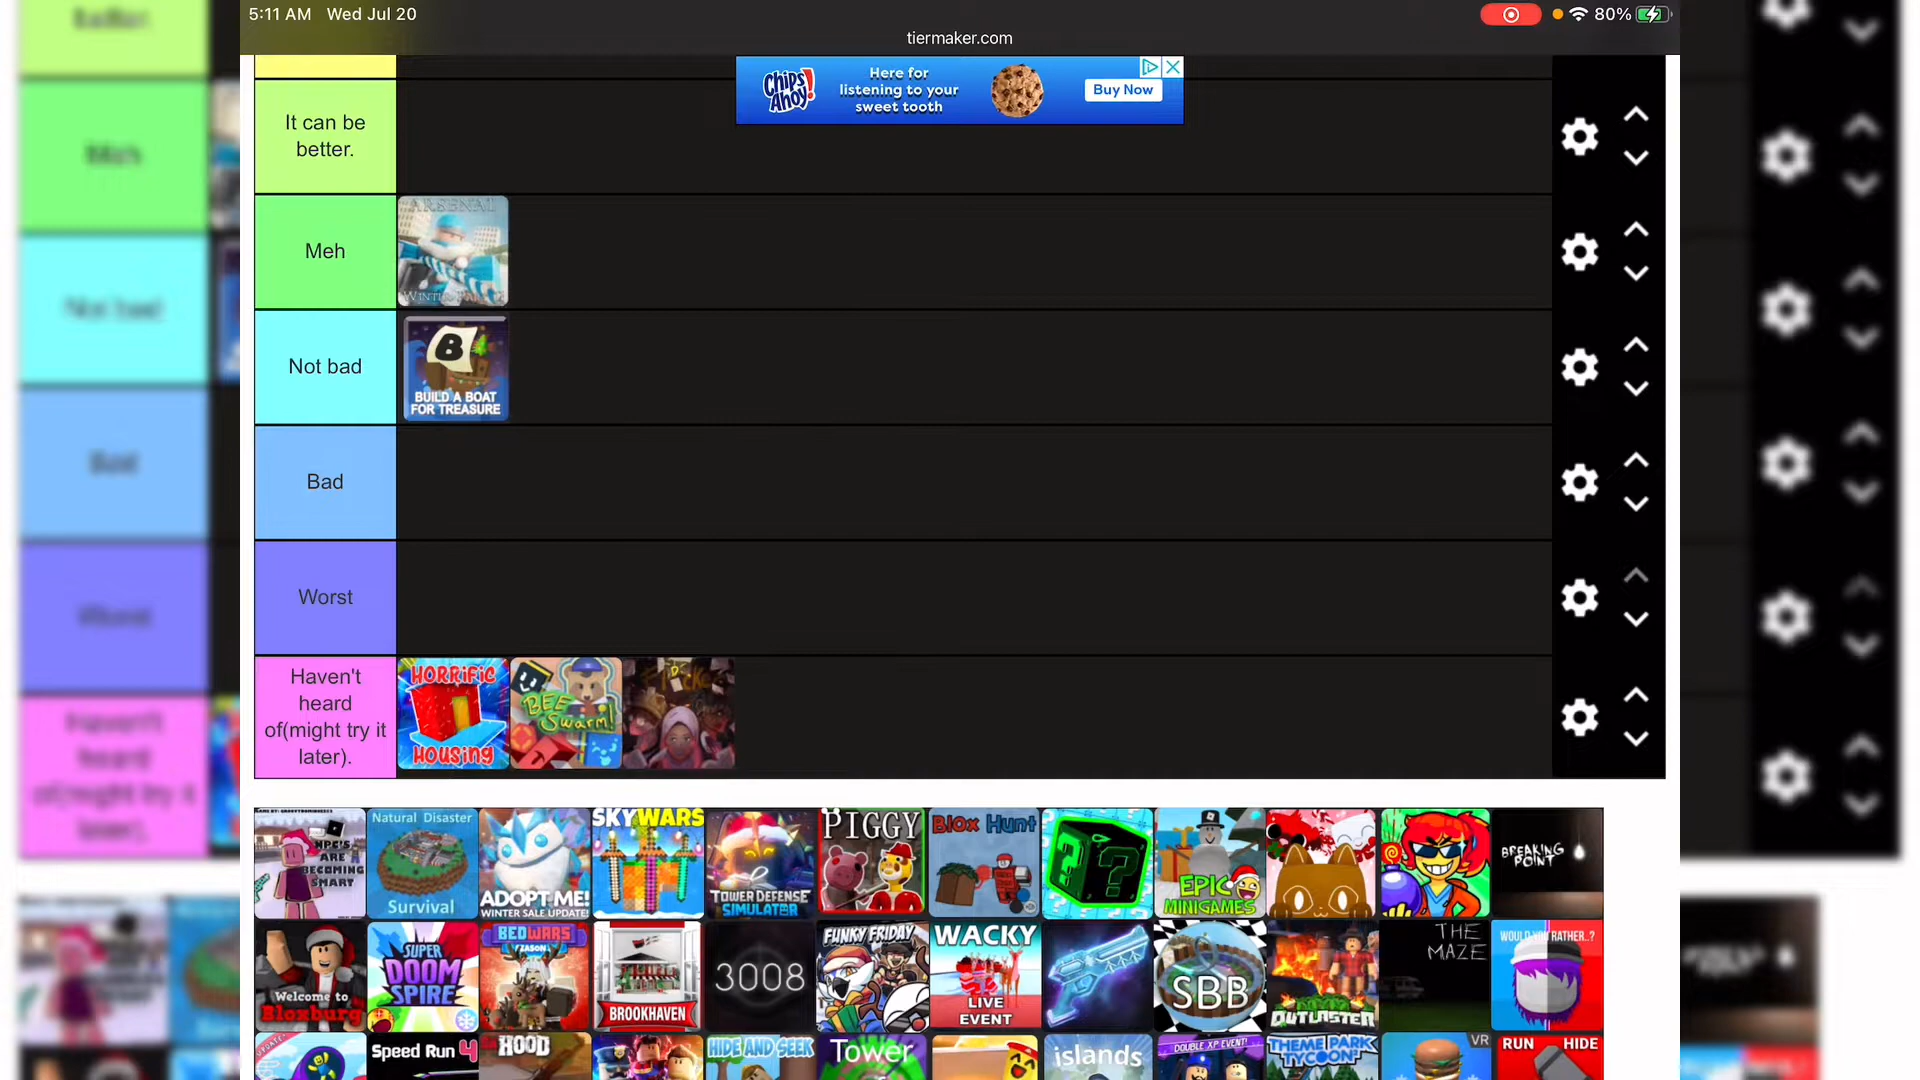 5:11 AM Wed Jul 20
80%
tiermaker.com
CHIPS AHOY!
Here for
listening to your
sweet tooth
Buy Now
It can be
better.
Meh
ARSENAL
Not bad
B
BUILD A BOAT
FOR TREASURE
Bad
Worst
Haven't
heard
of(might try it
later).
HORRIFIC
HOUSING
BEE
Swarm!
NPC'S
ARE
BECOMING
SMART
Natural Disaster
Survival
ADOPT ME!
WINTER SALE UPDATE!
SKYWARS
TOWER DEFENSE
SIMULATOR
PIGGY
Blox Hunt
? ?
EPIC
MINIGAMES
BREAKING
POINT
Welcome to
Bloxburg
SUPER
DOOM
SPIRE
BEDWARS
BROOKHAVEN
3008
FUNKY FRIDAY
WACKY
LIVE
EVENT
SBB
OUTLASTER
THE
MAZE
WOULD YOU RATHER..?
Speed Run 4
HOOD
HIDE AND SEEK
Tower
islands
DOUBLE XP EVENT!
THEME PARK
TYCOON
VR
RUN HIDE